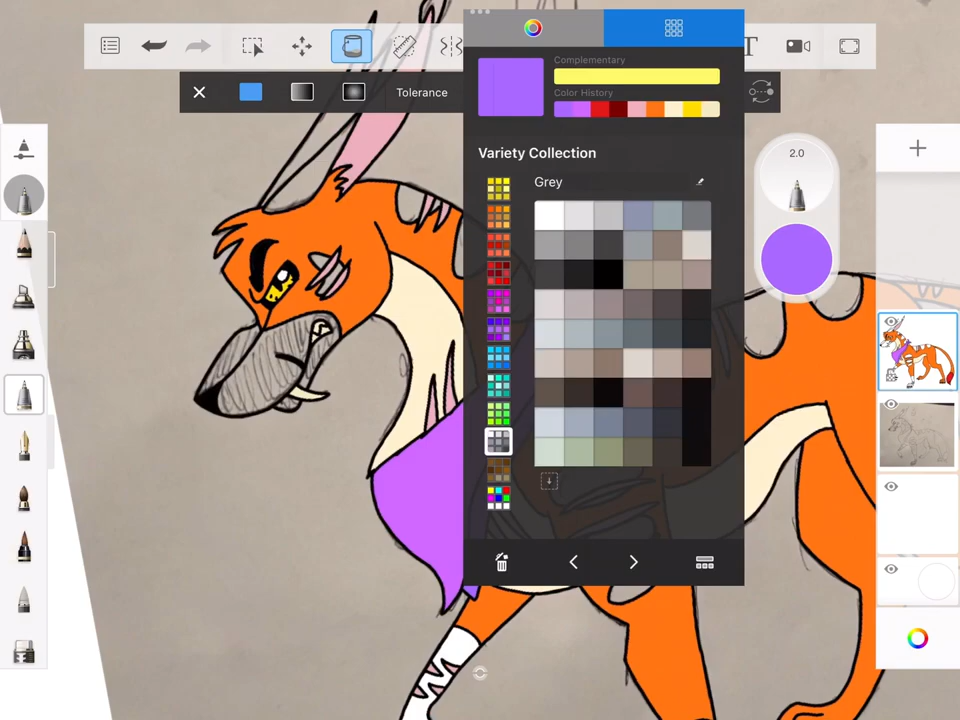 T
Complementary
Tolerance
Color History
Variety Collection
2.0
Grey